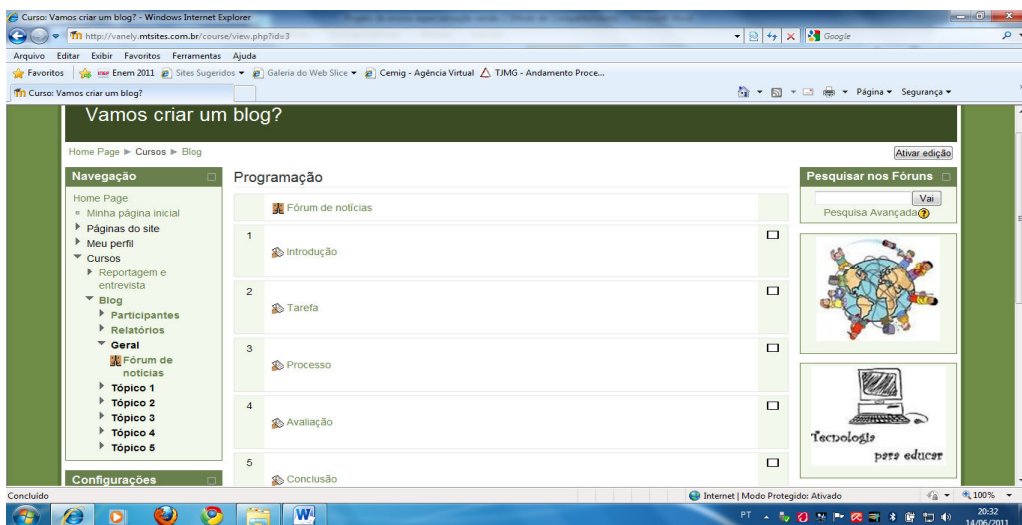 Curso: Vamos criar um blog? - Windows Internet Explorer
http://vanely.mtsites.com.br/course/view.php?id=3
Google
Arquivo Editar Exibir Favoritos Ferramentas Ajuda
Favoritos Enem 2011 Sites Sugeridos Galeria do Web Slice Cemig - Agência Virtual TJMG - Andamento Proce...
Curso: Vamos criar um blog?
Página Segurança
Vamos criar um blog?
Home Page ► Cursos ► Blog
Ativar edição
Navegação
Home Page
Minha página inicial
Páginas do site
Meu perfil
Cursos
Reportagem e
entrevista
Blog
Participantes
Relatórios
Geral
Fórum de
notícias
Tópico 1
Tópico 2
Tópico 3
Tópico 4
Tópico 5
Configurações
Programação
Fórum de notícias
1
Introdução
2
Tarefa
3
Processo
4
Avaliação
5
Conclusão
Pesquisar nos Fóruns
Vai
Pesquisa Avançada
Tecnologia
para educar
Concluído
Internet | Modo Protegido: Ativado
100%
PT
20:32
14/06/2011